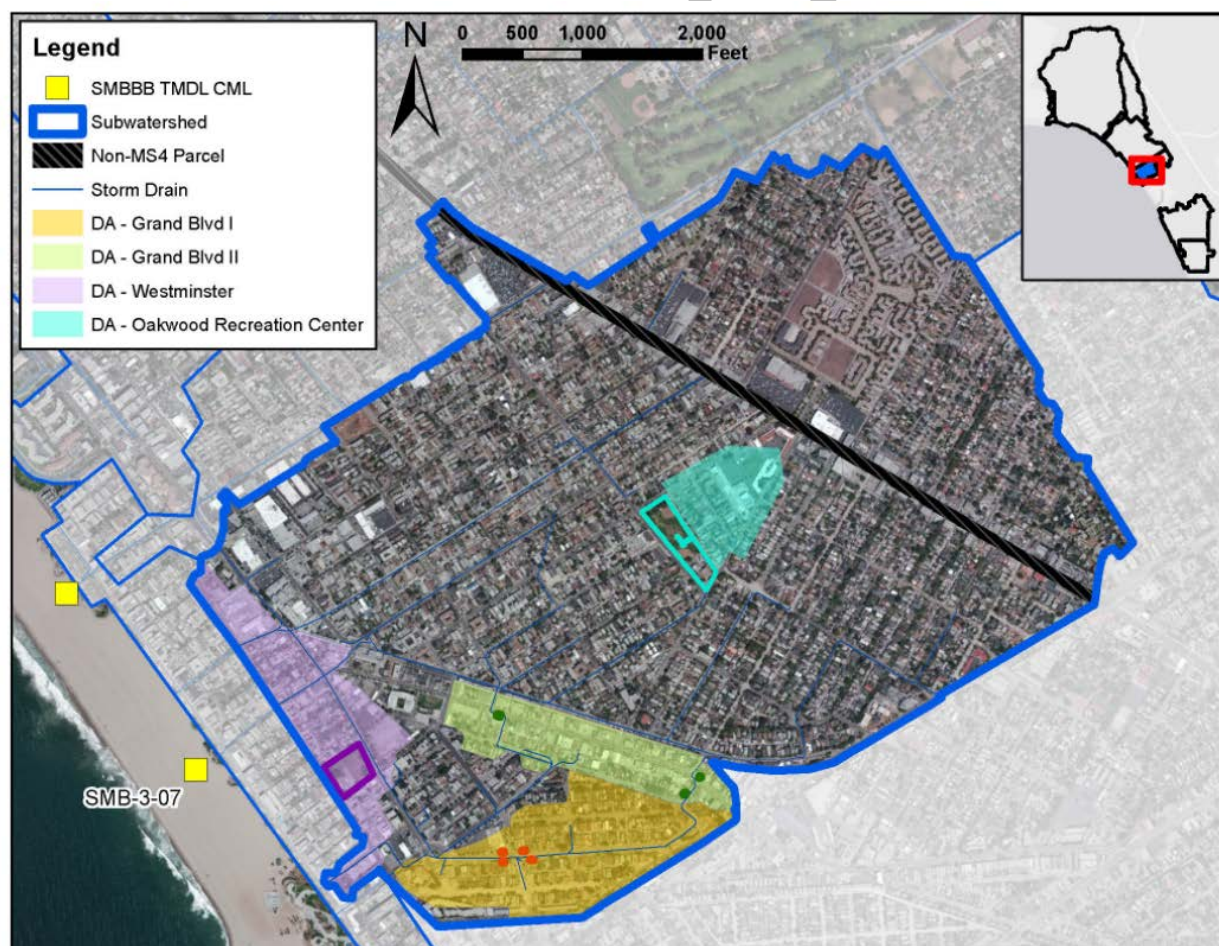 Legend
SMBBB TMDL CML
Subwatershed
Non-MS4 Parcel
Storm Drain
DA - Grand Blvd I
DA - Grand Blvd II
DA - Westminster
DA - Oakwood Recreation Center
N
0 500 1,000 2,000
Feet
SMB-3-07